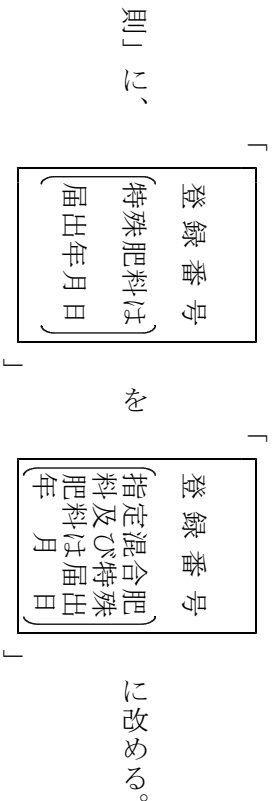 則」に、
「
登録番号
（特殊肥料は
届出年月日）
」
を
「
登録番号
（指定混合肥
料及び特殊
肥料は届出
年月日）
」
に改める。